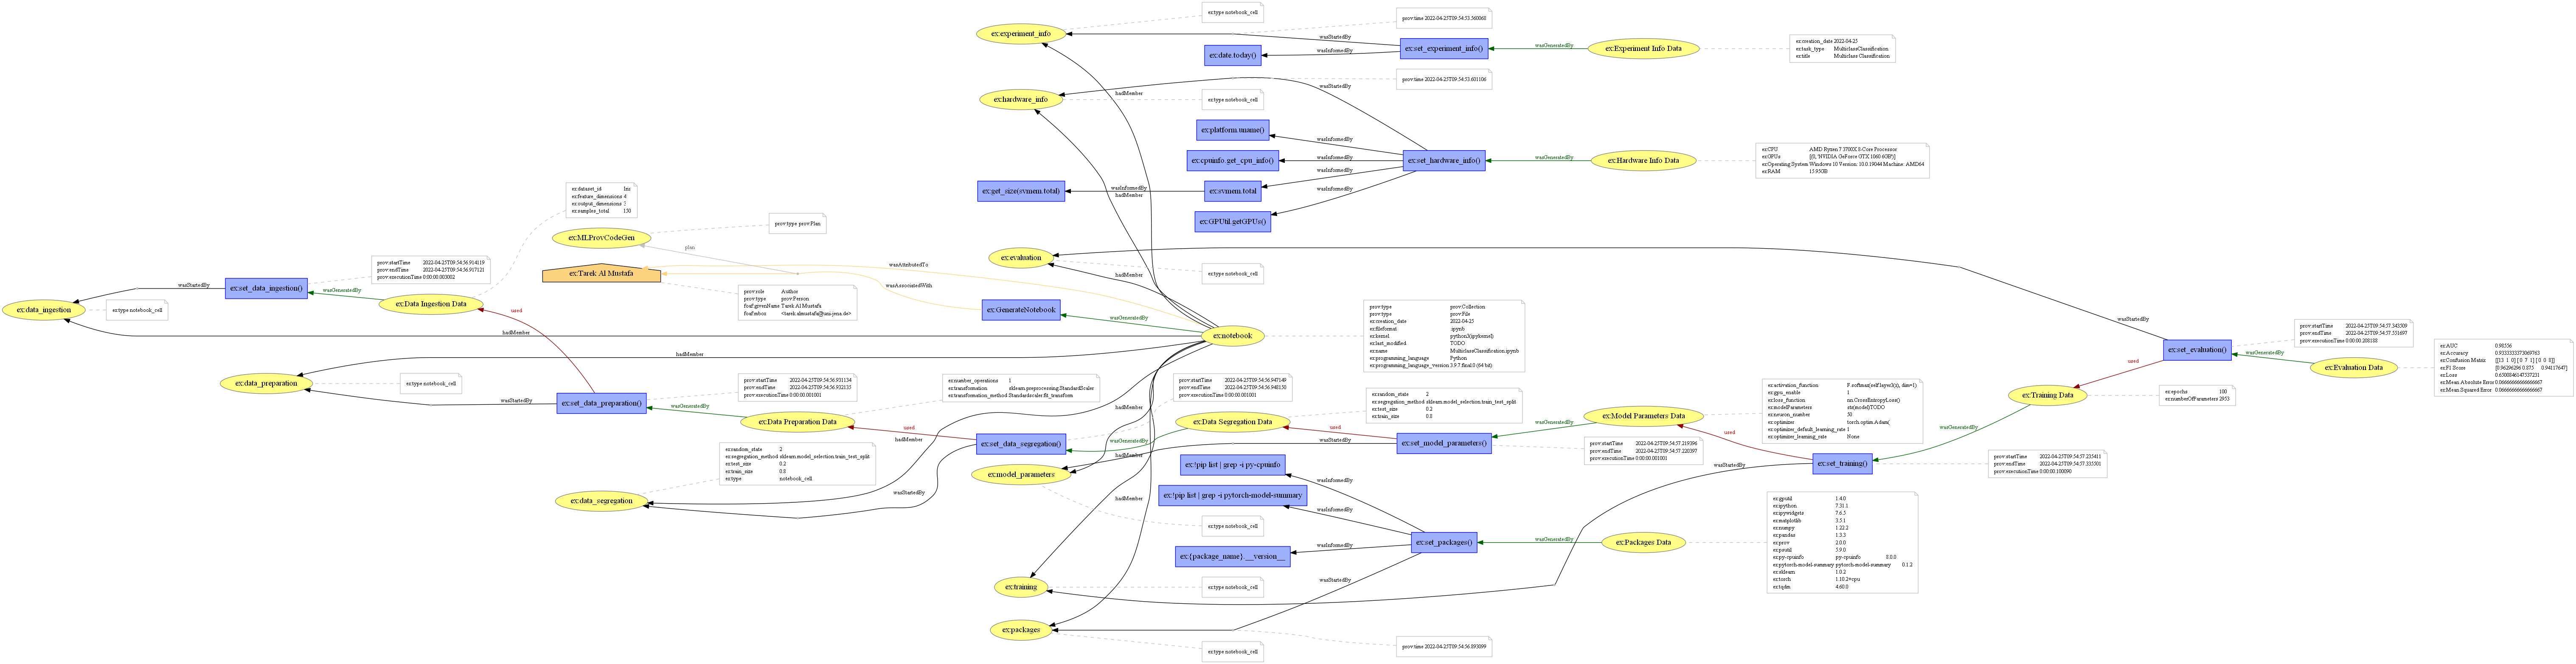 ex:experiment_info
ex:type notebook_cell
prov:time 2022-04-25T09:54:53.560060
wasStartedBy
ex:date.today()
wasInformedBy
ex:set_experiment_info()
wasGeneratedBy
ex:Experiment Info Data
ex:creation_date 2022-04-25
ex:task_type MulticlassClassification
ex:title Multiclass Classification
prov:time 2022-04-25T09:54:53.601106
ex:hardware_info
ex:type notebook_cell
hadMember
wasStartedBy
ex:platform.uname()
wasInformedBy
ex:cpuinfo.get_cpu_info()
wasInformedBy
ex:set_hardware_info()
wasGeneratedBy
ex:Hardware Info Data
ex:CPU AMD Ryzen 7 3700X 8-Core Processor
ex:GPUs [(0, 'NVIDIA GeForce GTX 1060 6GB')]
ex:Operating System Windows 10 Version: 10.0.19044 Machine: AMD64
ex:RAM 15.95GB
ex:get_size(svmem.total)
wasInformedBy
hadMember
ex:svmem.total
wasInformedBy
wasInformedBy
ex:GPUtil.getGPUs()
ex:dataset_id Iris
ex:feature_dimensions 4
ex:output_dimensions 3
ex:samples_total 150
ex:MLProvCodeGen
prov:type prov:Plan
plan
ex:Tarek Al Mustafa
wasAttributedTo
wasAssociatedWith
prov:role Author
prov:type prov:Person
foaf:givenName Tarek Al Mustafa
foaf:mbox <tarek.almustafa@uni-jena.de>
ex:evaluation
ex:type notebook_cell
hadMember
prov:startTime 2022-04-25T09:54:56.914119
prov:endTime 2022-04-25T09:54:56.917121
prov:executionTime 0:00:00.003002
ex:set_data_ingestion()
wasStartedBy
wasGeneratedBy
ex:Data Ingestion Data
ex:data_ingestion
ex:type notebook_cell
used
hadMember
ex:GenerateNotebook
wasGeneratedBy
ex:notebook
prov:type prov:Collection
prov:type prov:File
ex:creation_date 2022-04-25
ex:fileformat .ipynb
ex:kernel python3(ipykernel)
ex:last_modified TODO
ex:name MulticlassClassification.ipynb
ex:programming_language Python
ex:programming_language_version 3.9.7.final.0 (64 bit)
hadMember
ex:data_preparation
ex:type notebook_cell
wasStartedBy
ex:set_data_preparation()
prov:startTime 2022-04-25T09:54:56.931134
prov:endTime 2022-04-25T09:54:56.932135
prov:executionTime 0:00:00.001001
wasGeneratedBy
ex:Data Preparation Data
ex:number_operations 1
ex:transformation sklearn.preprocessing.StandardScaler
ex:transformation_method Standardscaler.fit_transform
used
ex:set_data_segregation()
prov:startTime 2022-04-25T09:54:56.947149
prov:endTime 2022-04-25T09:54:56.948150
prov:executionTime 0:00:00.001001
wasGeneratedBy
ex:Data Segregation Data
ex:random_state 2
ex:segregation_method sklearn.model_selection.train_test_split
ex:test_size 0.2
ex:train_size 0.8
used
ex:set_model_parameters()
wasStartedBy
wasGeneratedBy
ex:Model Parameters Data
prov:startTime 2022-04-25T09:54:57.219396
prov:endTime 2022-04-25T09:54:57.220397
prov:executionTime 0:00:00.001001
ex:activation_function F.softmax(self.layer3(x), dim=1)
ex:gpu_enable 1
ex:loss_function nn.CrossEntropyLoss()
ex:modelParameters str(model)TODO
ex:neuron_number 50
ex:optimizer torch.optim.Adam(
ex:optimizer_default_learning_rate 1
ex:optimizer_learning_rate None
used
ex:set_training()
wasStartedBy
wasGeneratedBy
prov:startTime 2022-04-25T09:54:57.235411
prov:endTime 2022-04-25T09:54:57.335501
prov:executionTime 0:00:00.100090
ex:Training Data
ex:epochs 100
ex:numberOfParameters 2953
used
ex:set_evaluation()
wasStartedBy
prov:startTime 2022-04-25T09:54:57.343509
prov:endTime 2022-04-25T09:54:57.551697
prov:executionTime 0:00:00.208188
wasGeneratedBy
ex:Evaluation Data
ex:AUC 0.98556
ex:Accuracy 0.9333333373069763
ex:Confusion Matrix [[13 1 0] [0 7 1] [0 0 8]]
ex:F1 Score [0.96296296 0.875 0.94117647]
ex:Mean Absolute Error 0.06666666666666667
ex:Mean Squared Error 0.06666666666666667
ex:random_state 2
ex:segregation_method sklearn.model_selection.train_test_split
ex:test_size 0.2
ex:train_size 0.8
ex:type notebook_cell
ex:data_segregation
hadMember
wasStartedBy
hadMember
hadMember
ex:model_parameters
ex:type notebook_cell
hadMember
ex:!pip list | grep -i py-cpuinfo
ex:!pip list | grep -i pytorch-model-summary
wasInformedBy
wasInformedBy
ex:{package_name}.__version__
wasInformedBy
ex:set_packages()
wasGeneratedBy
ex:Packages Data
ex:gputil 1.4.0
ex:ipython 7.31.1
ex:ipywidgets 7.6.5
ex:matplotlib 3.5.1
ex:numpy 1.22.2
ex:pandas 1.3.3
ex:prov 2.0.0
ex:psutil 5.9.0
ex:py-cpuinfo py-cpuinfo 8.0.0
ex:pytorch-model-summary pytorch-model-summary 0.1.2
ex:sklearn 1.0.2
ex:torch 1.10.2+cpu
ex:tqdm 4.60.0
ex:training
ex:type notebook_cell
wasStartedBy
ex:packages
ex:type notebook_cell
prov:time 2022-04-25T09:54:56.893099